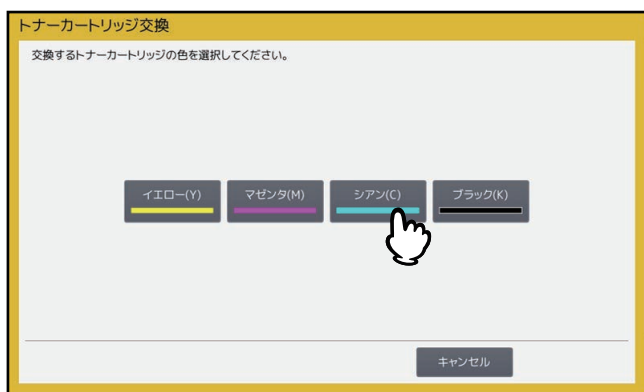 トナーカートリッジ交換
交換するトナーカートリッジの色を選択してください。
イエロー(Y) マゼンタ(M) シアン(C) ブラック(K)
キャンセル